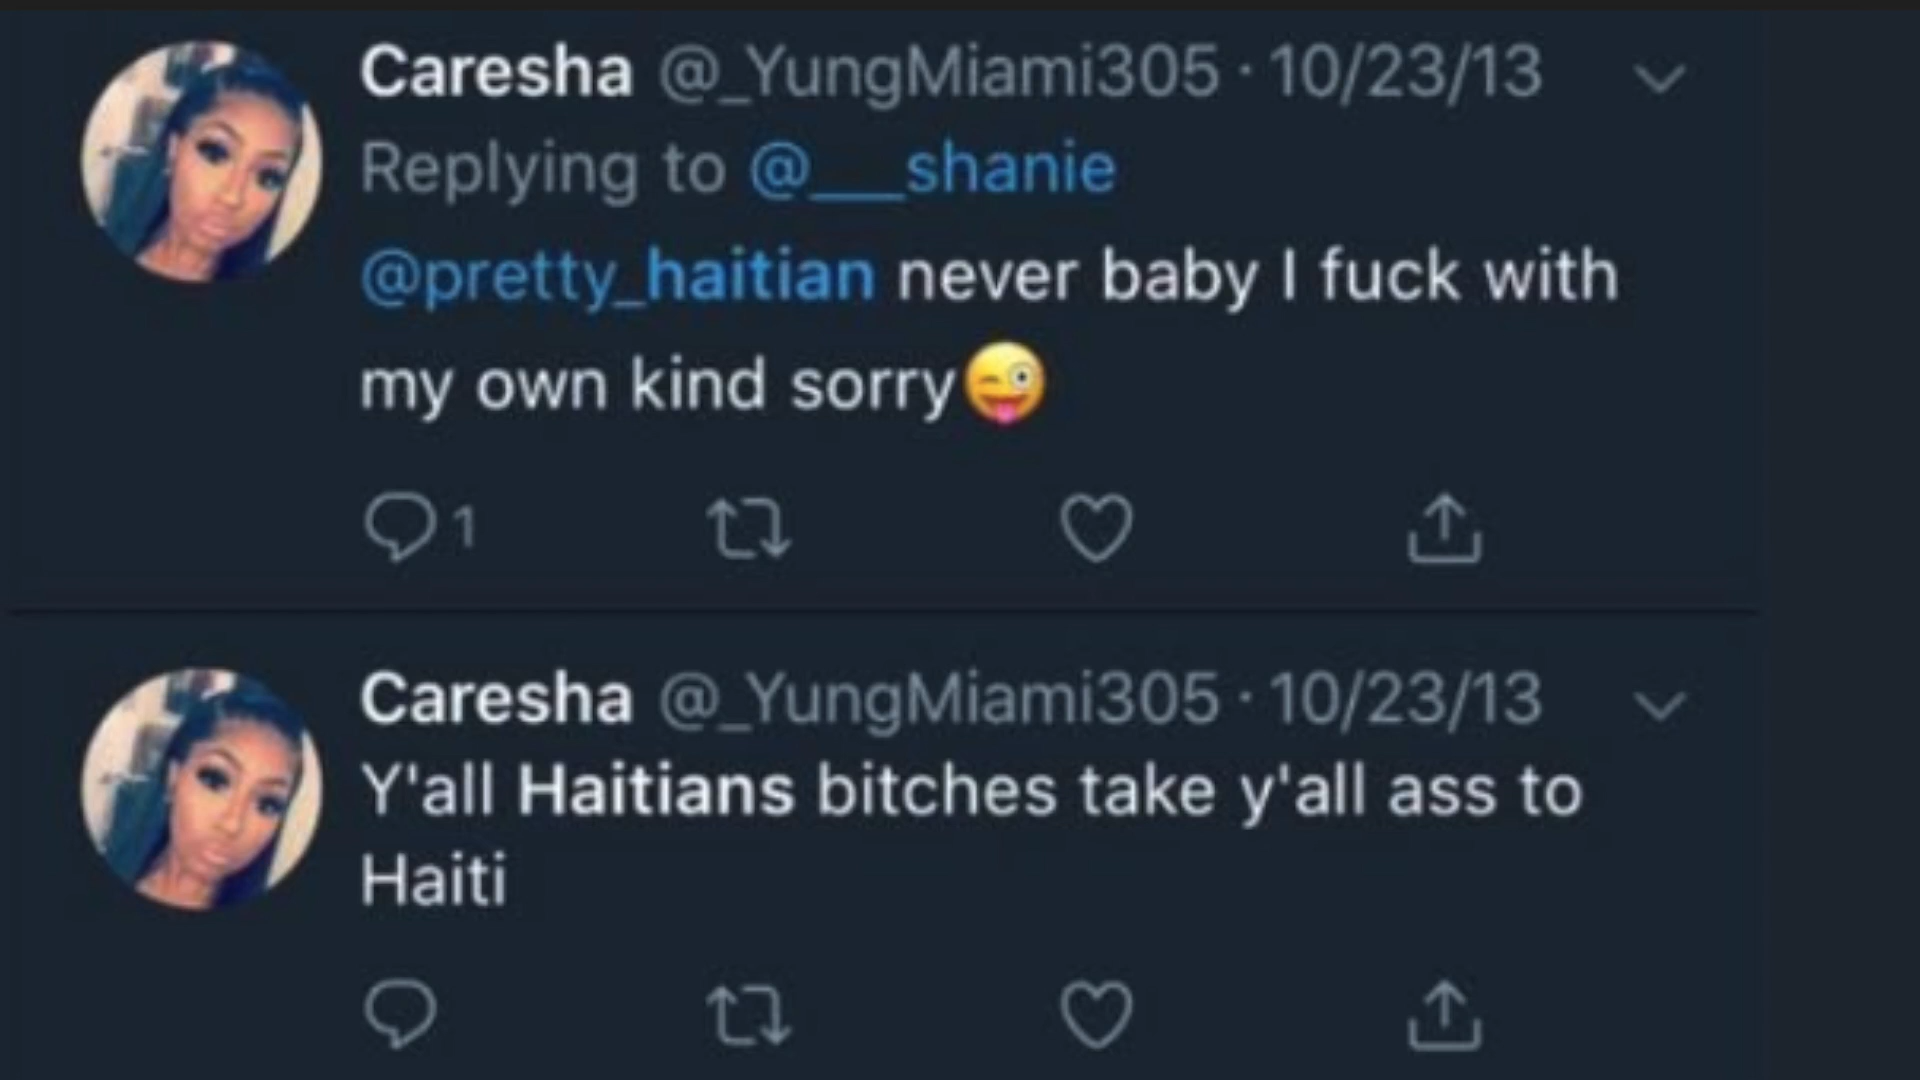 Caresha @_YungMiami305 · 10/23/13
Replying to @___shanie
@pretty_haitian never baby I fuck with
my own kind sorry😜
1
Caresha @_YungMiami305 · 10/23/13
Y'all Haitians bitches take y'all ass to
Haiti